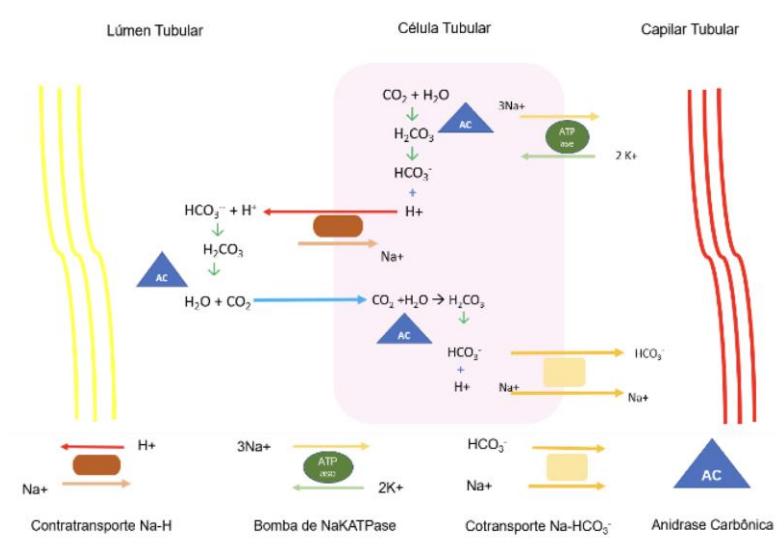 Lúmen Tubular
Célula Tubular
Capilar Tubular
CO₂ + H₂O
AC
3Na+
ATP
ase
2 K+
H₂CO₃
HCO₃⁻
+
H+
HCO₃⁻ + H⁺
Na+
H₂CO₃
AC
H₂O + CO₂
CO₂ +H₂O → H₂CO₃
AC
HCO₃⁻
HCO₃⁻
+
H+
Na+
Na+
H+
Na+
Contratransporte Na-H
3Na+
ATP
ase
2K+
Bomba de NaKATPase
HCO₃⁻
Na+
Cotransporte Na-HCO₃⁻
AC
Anidrase Carbônica